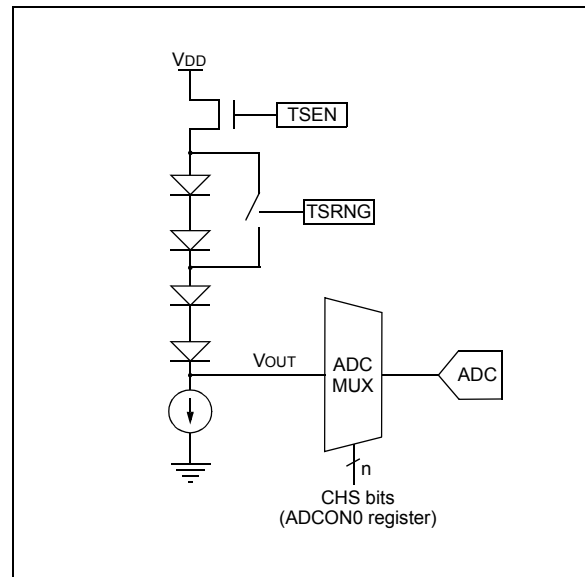 VDD
TSEN
TSRNG
VOUT
ADC
MUX
ADC
n
CHS bits
(ADCON0 register)